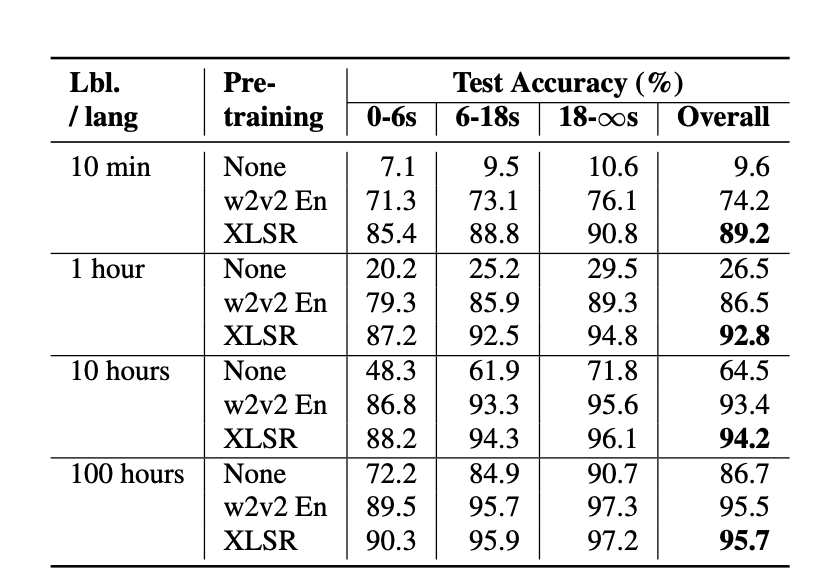 Lbl. Pre- Test Accuracy (%)
/ lang training 0-6s 6-18s 18-∞s Overall
10 min None 7.1 9.5 10.6 9.6
w2v2 En 71.3 73.1 76.1 74.2
XLSR 85.4 88.8 90.8 89.2
1 hour None 20.2 25.2 29.5 26.5
w2v2 En 79.3 85.9 89.3 86.5
XLSR 87.2 92.5 94.8 92.8
10 hours None 48.3 61.9 71.8 64.5
w2v2 En 86.8 93.3 95.6 93.4
XLSR 88.2 94.3 96.1 94.2
100 hours None 72.2 84.9 90.7 86.7
w2v2 En 89.5 95.7 97.3 95.5
XLSR 90.3 95.9 97.2 95.7